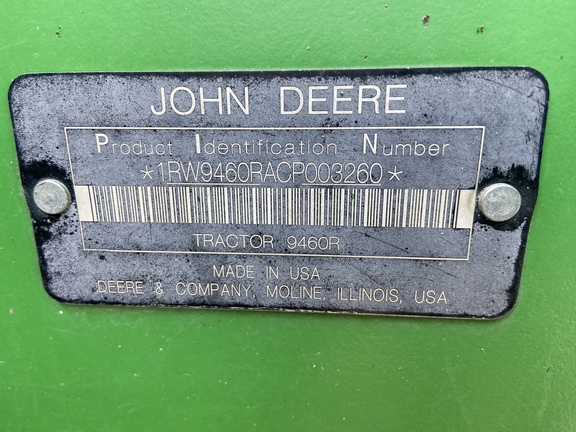 JOHN DEERE
Product Identification Number
*1RW9460RACP003260*
TRACTOR 9460R
MADE IN USA
DEERE & COMPANY, MOLINE, ILLINOIS, USA